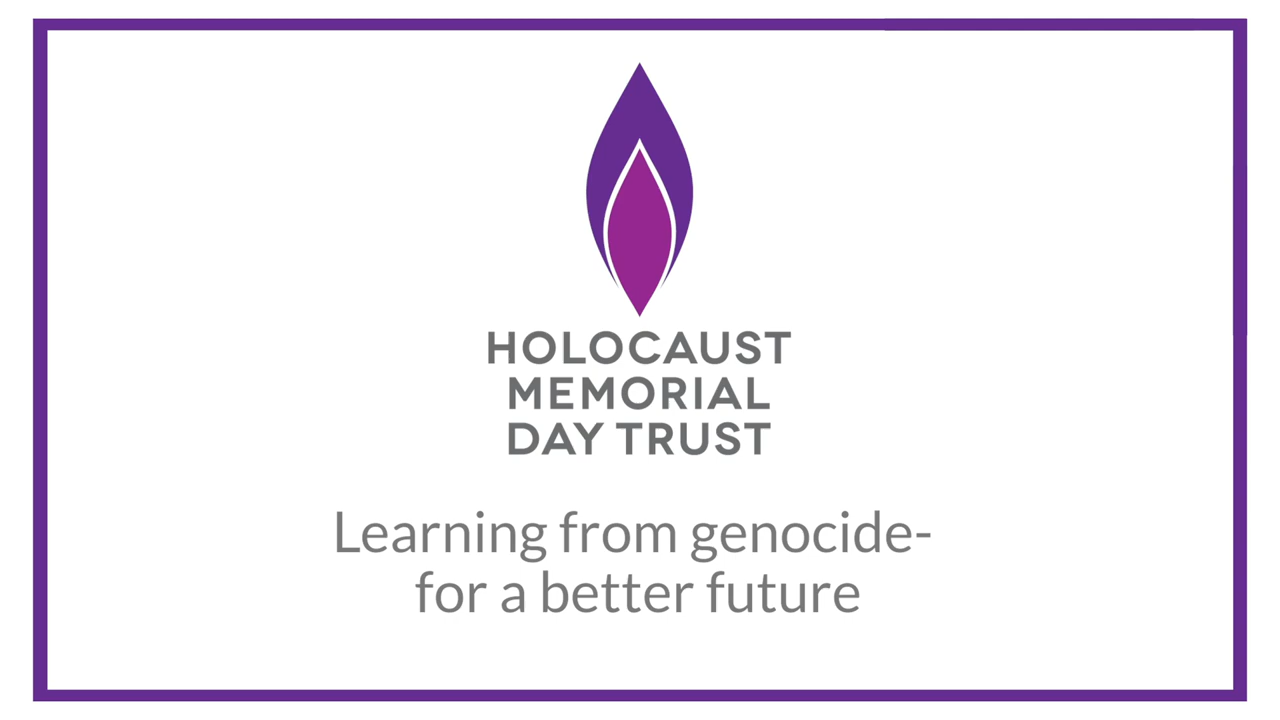 HOLOCAUST
MEMORIAL
DAY TRUST
Learning from genocide-
for a better future